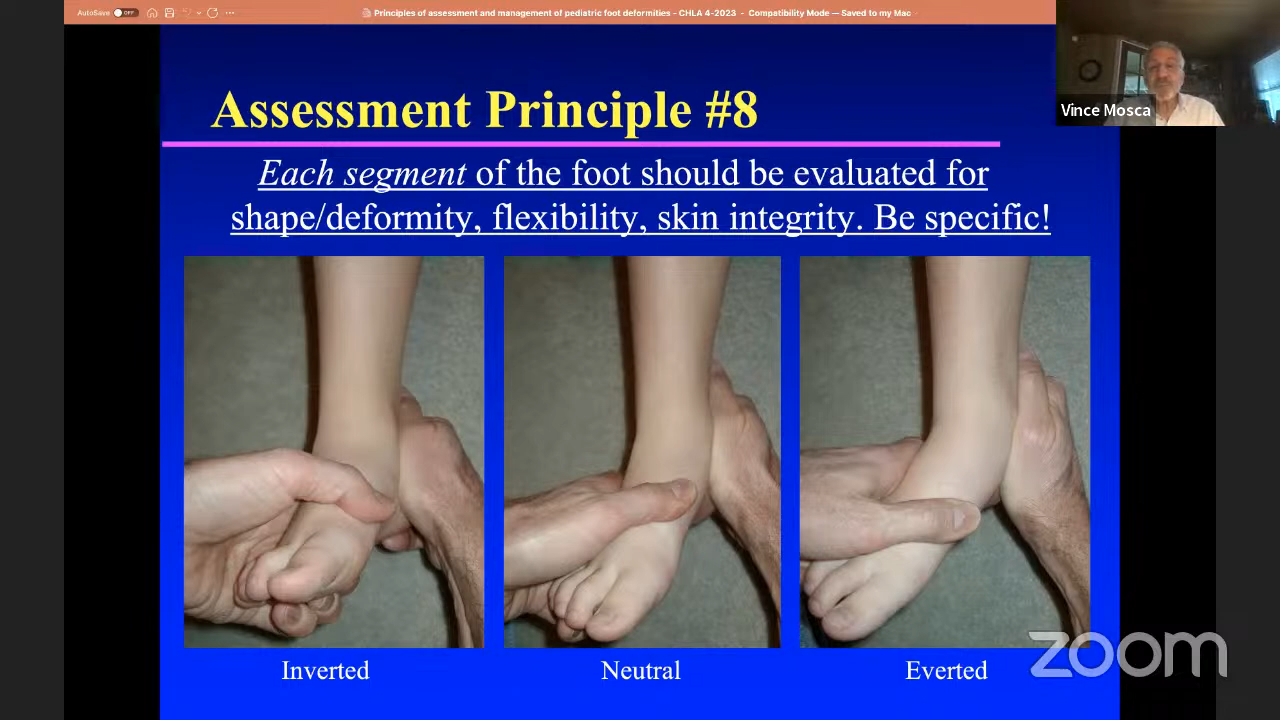 AutoSave OFF
Principles of assessment and management of pediatric foot deformities - CHLA 4-2023 - Compatibility Mode — Saved to my Mac
Vince Mosca
Assessment Principle #8
Each segment of the foot should be evaluated for
shape/deformity, flexibility, skin integrity. Be specific!
Inverted
Neutral
Everted
zoom